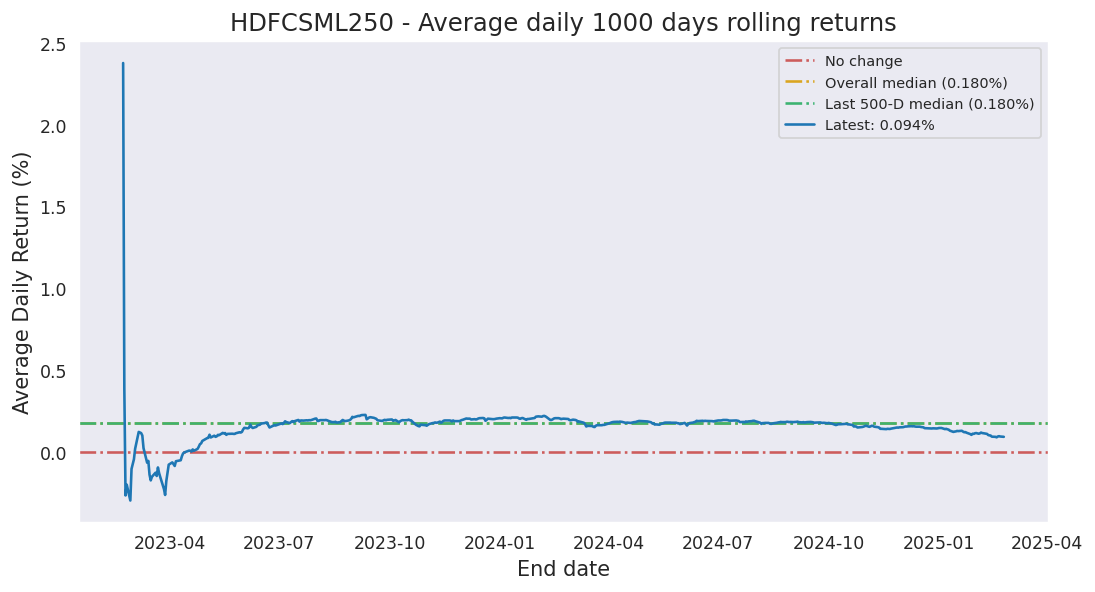 HDFCSML250 - Average daily 1000 days rolling returns
No change
Overall median (0.180%)
Last 500-D median (0.180%)
Latest: 0.094%
Average Daily Return (%)
2.5
2.0
1.5
1.0
0.5
0.0
2023-04 2023-07 2023-10 2024-01 2024-04 2024-07 2024-10 2025-01 2025-04
End date